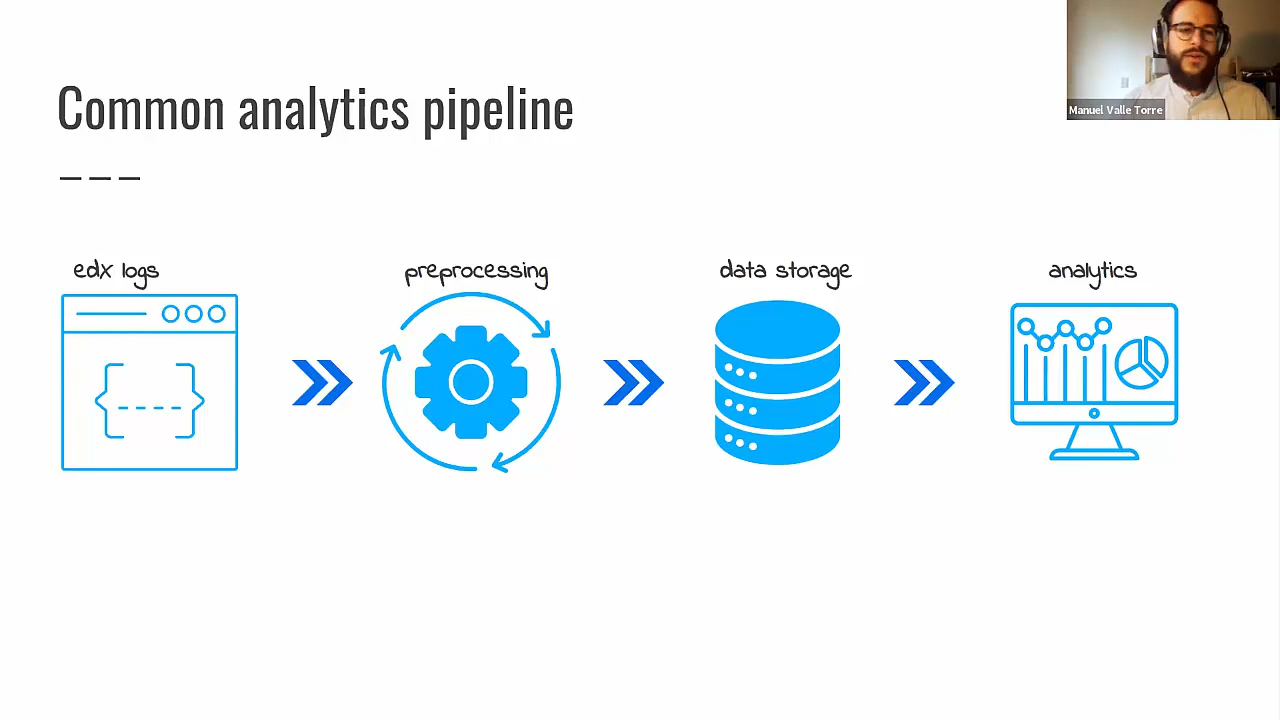 Manuel Valle Torre
Common analytics pipeline
edx logs
preprocessing
data storage
analytics